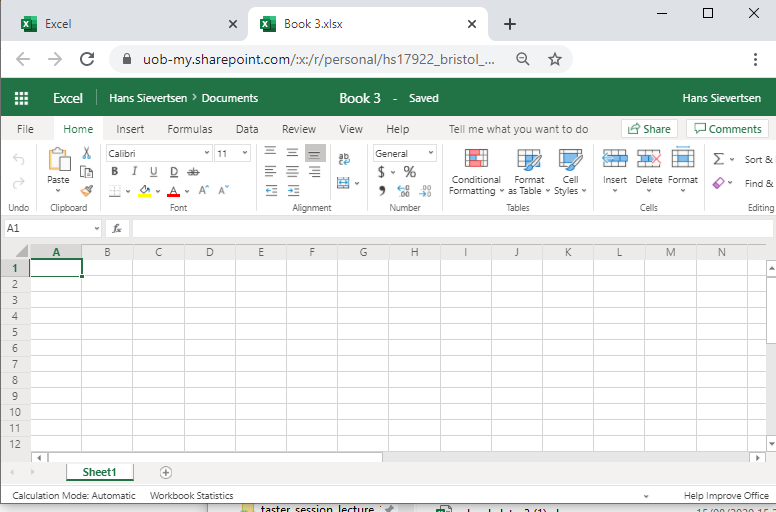 Excel
Book 3.xlsx
uob-my.sharepoint.com/:x:/r/personal/hs17922_bristol_...
Excel Hans Sievertsen > Documents Book 3 - Saved Hans Sievertsen
File Home Insert Formulas Data Review View Help Tell me what you want to do Share Comments
Calibri 11 ab General Σ Sort &
Paste B I U D ab $ % Conditional Formatting Format as Table Cell Styles Insert Delete Format Find &
A A A
Undo Clipboard Font Alignment Number Tables Cells Editing
A1 fx
A B C D E F G H I J K L M N
1
2
3
4
5
6
7
8
9
10
11
12
Sheet1
Calculation Mode: Automatic Workbook Statistics Help Improve Office
taster_session_lecture